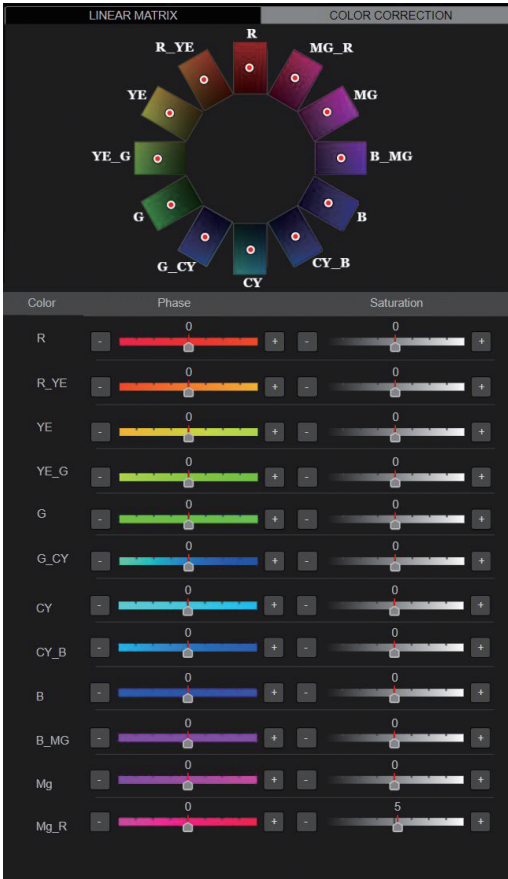 LINEAR MATRIX COLOR CORRECTION
R
R_YE MG_R
YE MG
YE_G B_MG
G B
G_CY CY_B
CY
Color Phase Saturation
0 0
R - + - +
0 0
R_YE - + - +
0 0
YE - + - +
0 0
YE_G - + - +
0 0
G - + - +
0 0
G_CY - + - +
0 0
CY - + - +
0 0
CY_B - + - +
0 0
B - + - +
0 0
B_MG - + - +
0 0
Mg - + - +
0 5
Mg_R - + - +